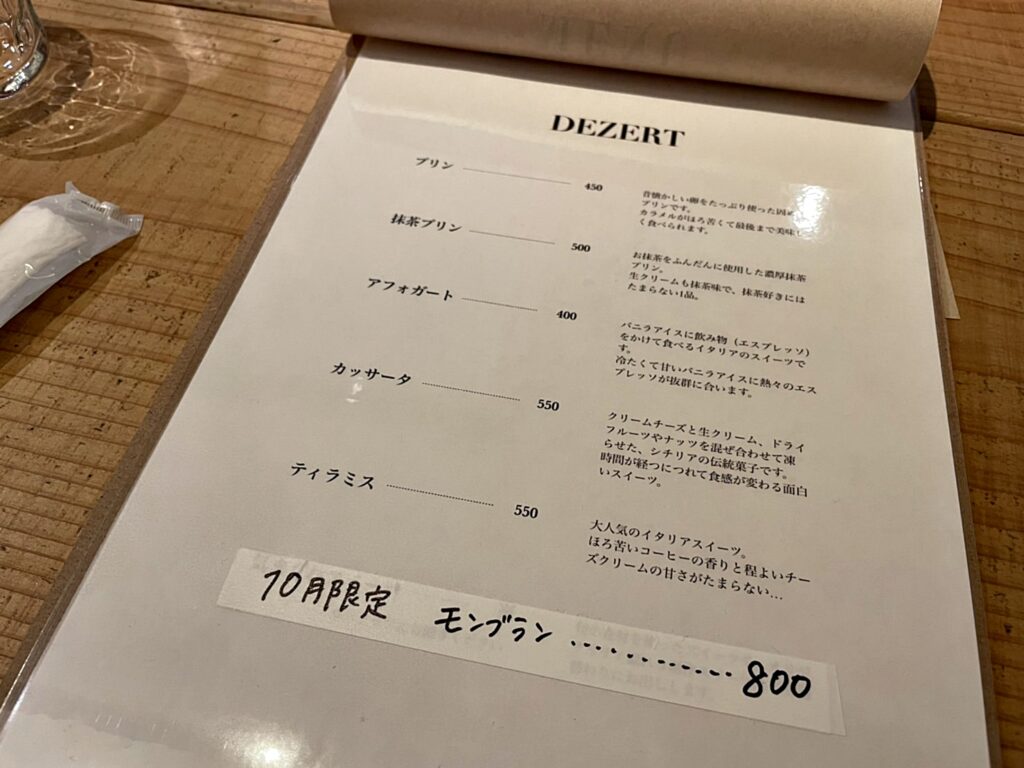 DEZERT
プリン 450
昔懐かしい卵をたっぷり使った固め
プリンです。
カラメルがほろ苦くて最後まで美味し
く食べられます。
抹茶プリン 500
お抹茶をふんだんに使用した濃厚抹茶
プリン。
生クリームも抹茶味で、抹茶好きには
たまらない1品。
アフォガート 400
バニラアイスに飲み物（エスプレッソ）
をかけて食べるイタリアのスイーツで
す。
冷たくて甘いバニラアイスに熱々のエス
プレッソが抜群に合います。
カッサータ 550
クリームチーズと生クリーム、ドライ
フルーツやナッツを混ぜ合わせて凍
らせた、シチリアの伝統菓子です。
時間が経つにつれて食感が変わる面白
いスイーツ。
ティラミス 550
大人気のイタリアスイーツ。
ほろ苦いコーヒーの香りと程よいチー
ズクリームの甘さがたまらない...
10月限定 モンブラン .............. 800